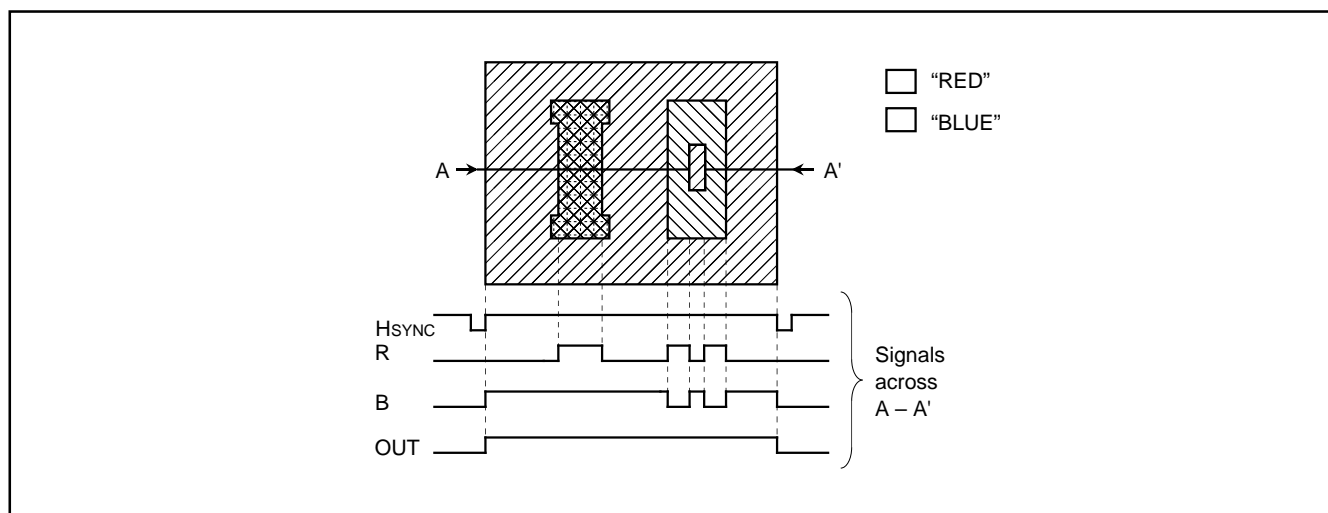 “RED”
“BLUE”
A
A'
HSYNC
R
B
OUT
Signals
across
A – A'